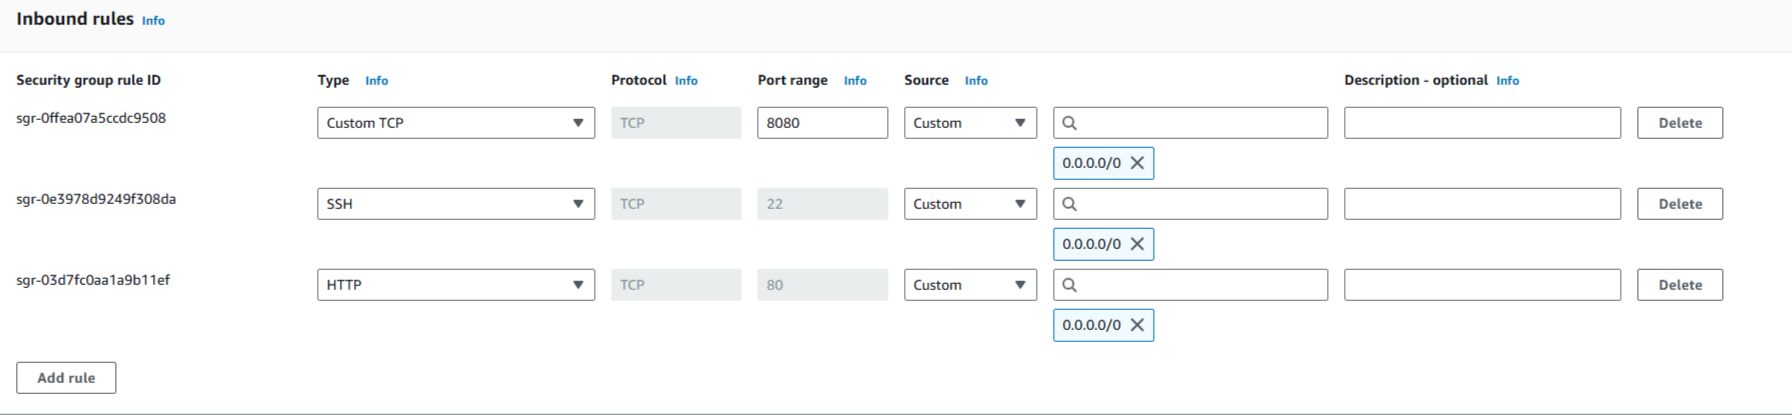 Inbound rules Info
Security group rule ID Type Info Protocol Info Port range Info Source Info Description - optional Info
sgr-0ffea07a5ccdc9508 Custom TCP TCP 8080 Custom Delete
0.0.0.0/0
sgr-0e3978d9249f308da SSH TCP 22 Custom Delete
0.0.0.0/0
sgr-03d7fc0aa1a9b11ef HTTP TCP 80 Custom Delete
0.0.0.0/0
Add rule